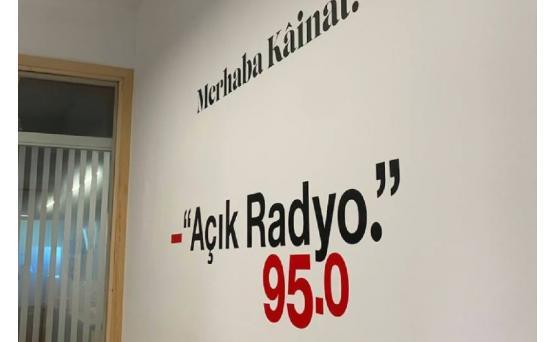 Merhaba Kâinat.
–“Açık Radyo.”
95.0